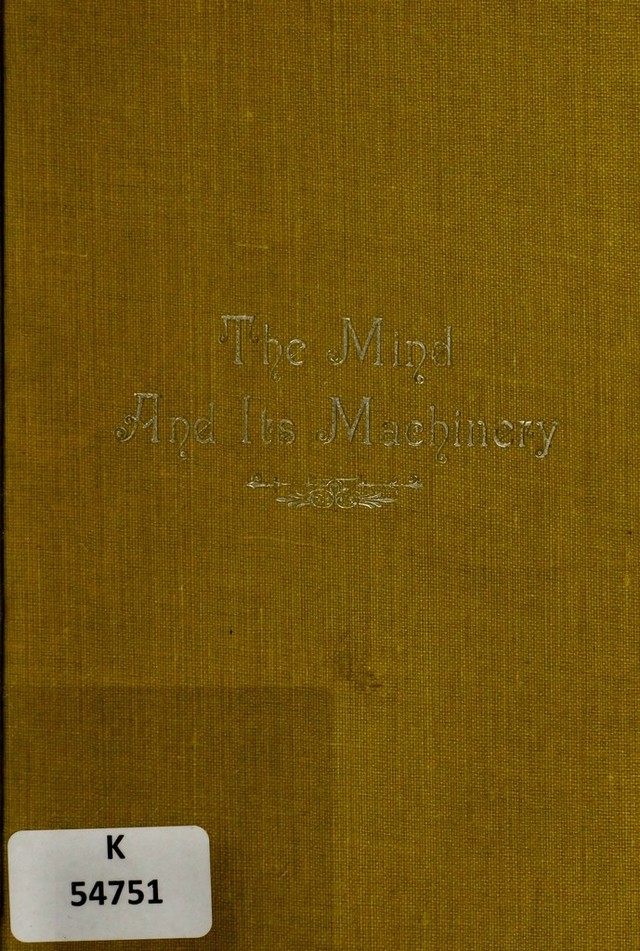 The Mind
And Its Machinery
K
54751